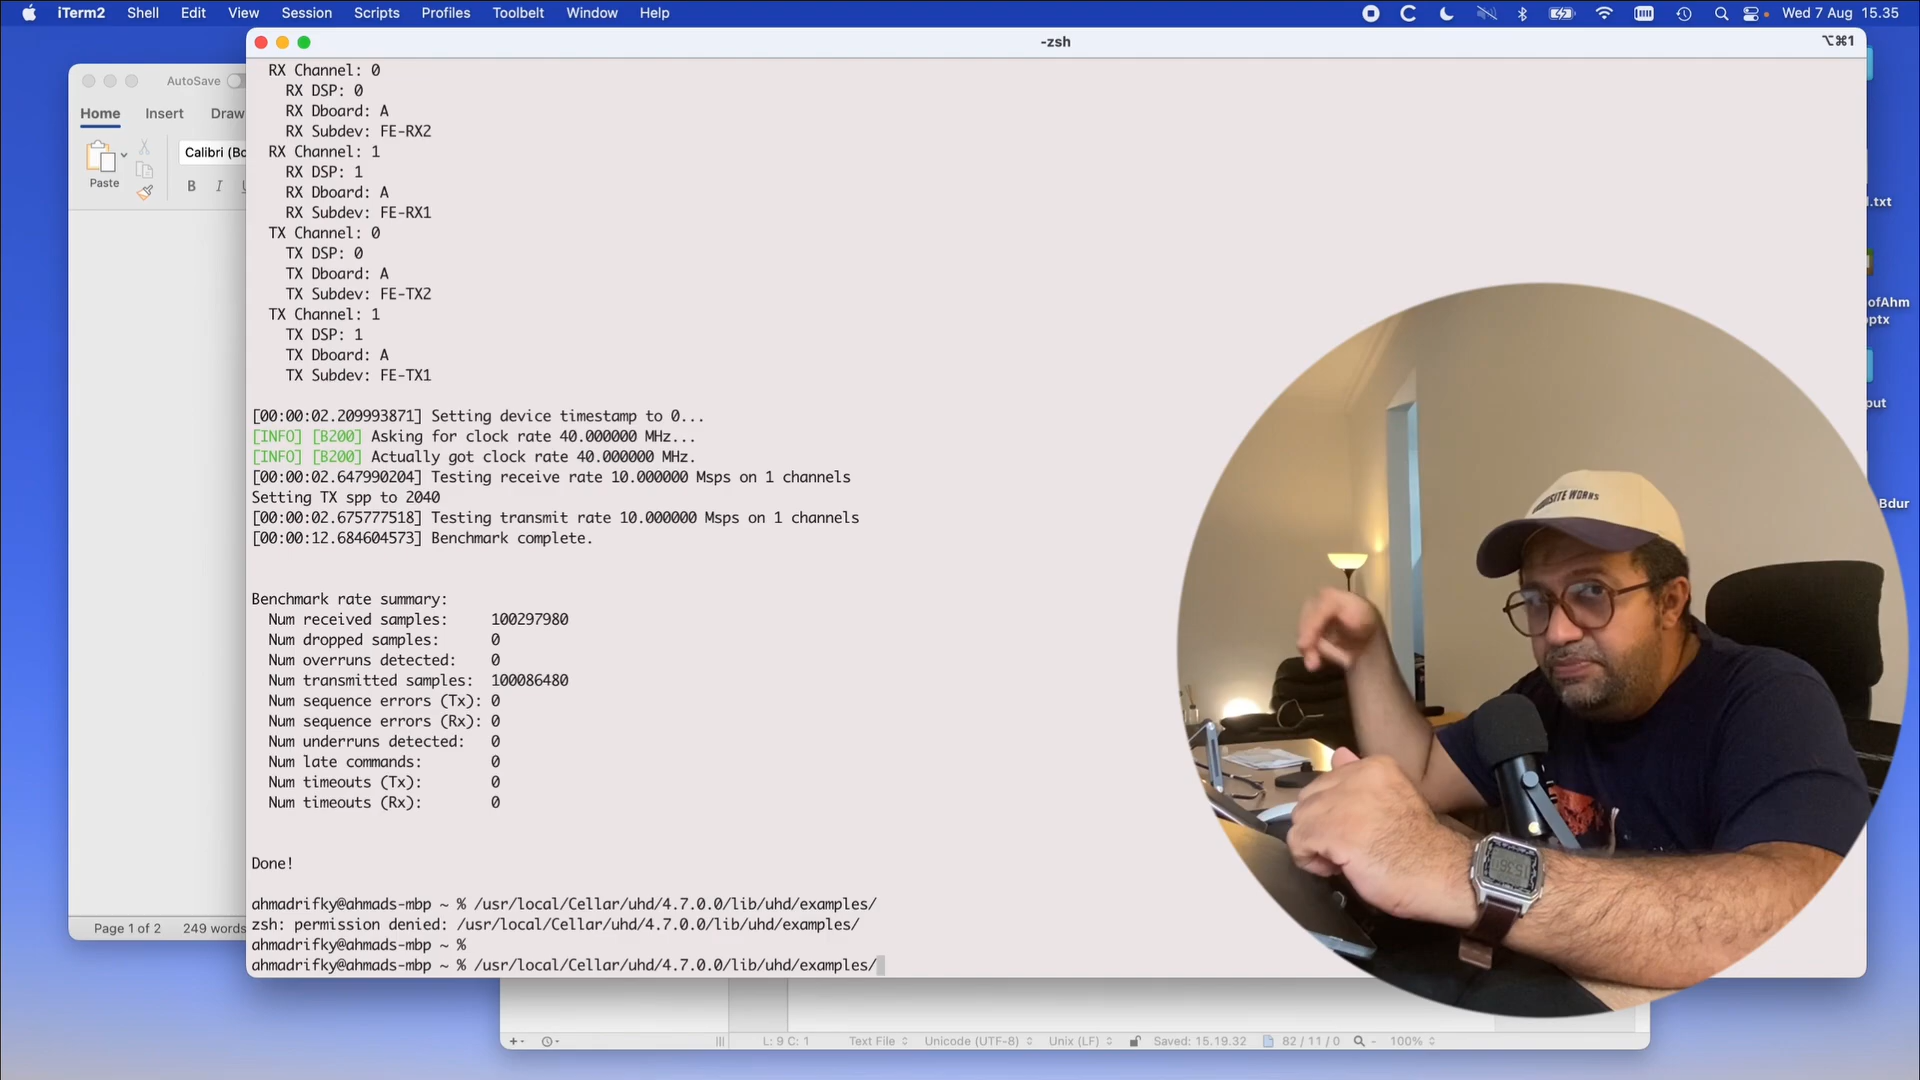 iTerm2 Shell Edit View Session Scripts Profiles Toolbelt Window Help
Wed 7 Aug 15.35
-zsh
⌥⌘1
AutoSave
Home Insert Draw
Calibri (Bo
Paste
B I U
Page 1 of 2 249 words
RX Channel: 0
RX DSP: 0
RX Dboard: A
RX Subdev: FE-RX2
RX Channel: 1
RX DSP: 1
RX Dboard: A
RX Subdev: FE-RX1
TX Channel: 0
TX DSP: 0
TX Dboard: A
TX Subdev: FE-TX2
TX Channel: 1
TX DSP: 1
TX Dboard: A
TX Subdev: FE-TX1
[00:00:02.209993871] Setting device timestamp to 0...
[INFO] [B200] Asking for clock rate 40.000000 MHz...
[INFO] [B200] Actually got clock rate 40.000000 MHz.
[00:00:02.647990204] Testing receive rate 10.000000 Msps on 1 channels
Setting TX spp to 2040
[00:00:02.675777518] Testing transmit rate 10.000000 Msps on 1 channels
[00:00:12.684604573] Benchmark complete.
Benchmark rate summary:
Num received samples: 100297980
Num dropped samples: 0
Num overruns detected: 0
Num transmitted samples: 100086480
Num sequence errors (Tx): 0
Num sequence errors (Rx): 0
Num underruns detected: 0
Num late commands: 0
Num timeouts (Tx): 0
Num timeouts (Rx): 0
Done!
ahmadrifky@ahmads-mbp ~ % /usr/local/Cellar/uhd/4.7.0.0/lib/uhd/examples/
zsh: permission denied: /usr/local/Cellar/uhd/4.7.0.0/lib/uhd/examples/
ahmadrifky@ahmads-mbp ~ %
ahmadrifky@ahmads-mbp ~ % /usr/local/Cellar/uhd/4.7.0.0/lib/uhd/examples/
L: 9 C: 1 Text File Unicode (UTF-8) Unix (LF) Saved: 15.19.32 82 / 11 / 0 100%
l.txt
ofAhm
pptx
put
Bdur
WORKS